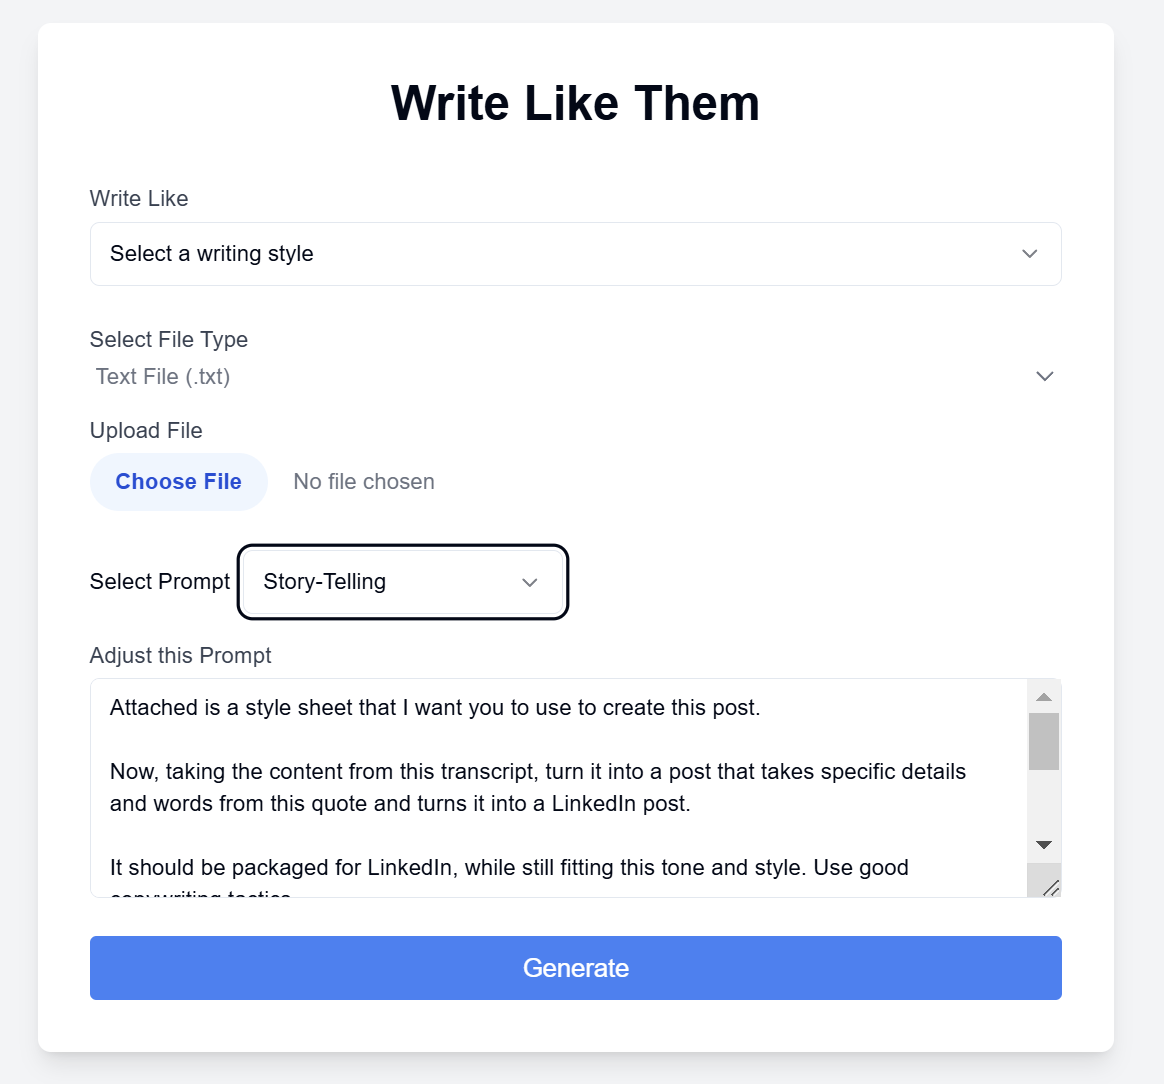 Write Like Them
Write Like
Select a writing style
Select File Type
Text File (.txt)
Upload File
Choose File No file chosen
Select Prompt Story-Telling
Adjust this Prompt
Attached is a style sheet that I want you to use to create this post.
Now, taking the content from this transcript, turn it into a post that takes specific details
and words from this quote and turns it into a LinkedIn post.
It should be packaged for LinkedIn, while still fitting this tone and style. Use good
copywriting tactics
Generate